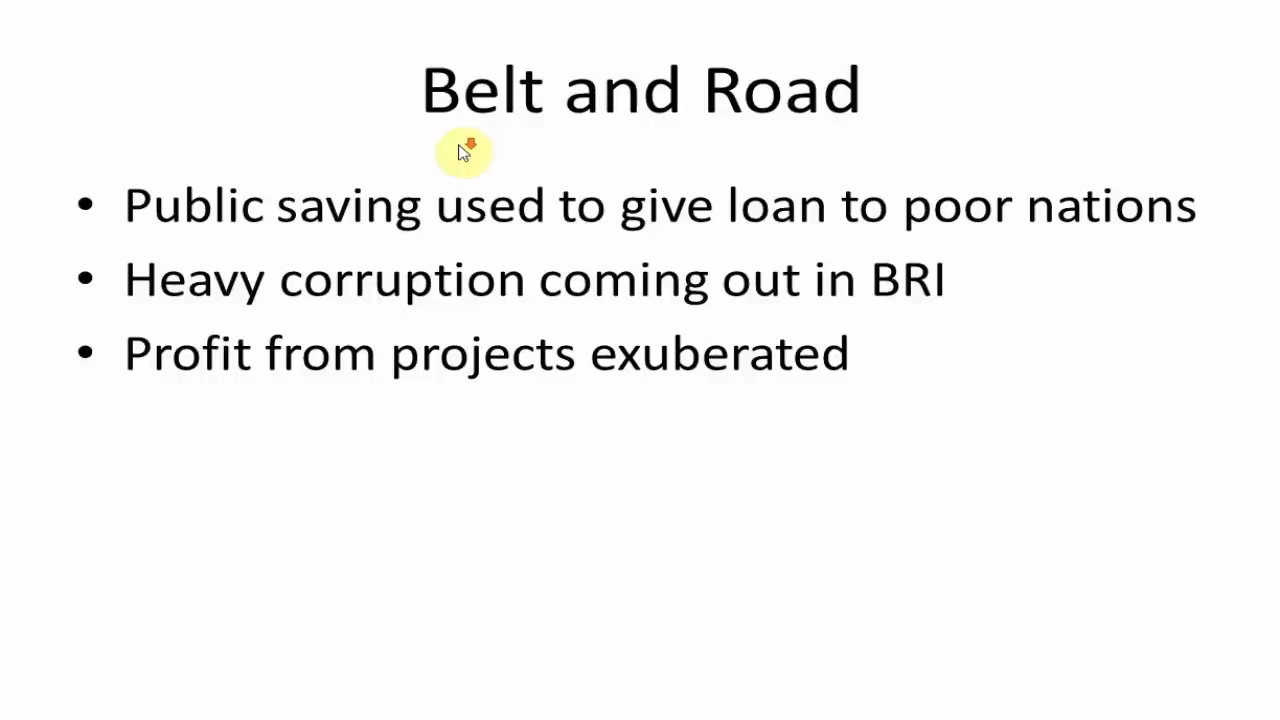 Belt and Road
• Public saving used to give loan to poor nations
• Heavy corruption coming out in BRI
• Profit from projects exuberated